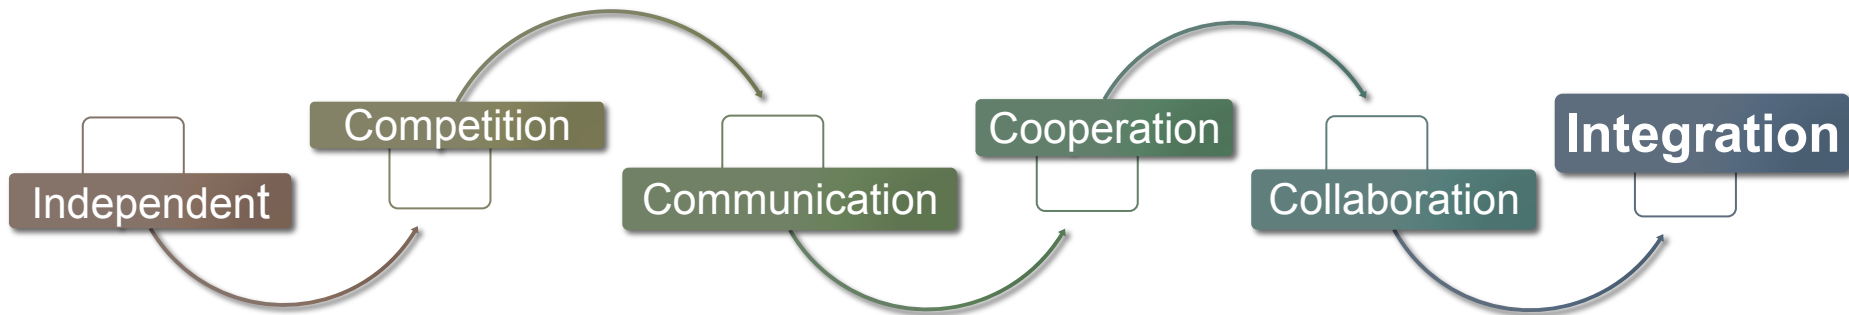 Independent
Competition
Communication
Cooperation
Collaboration
Integration